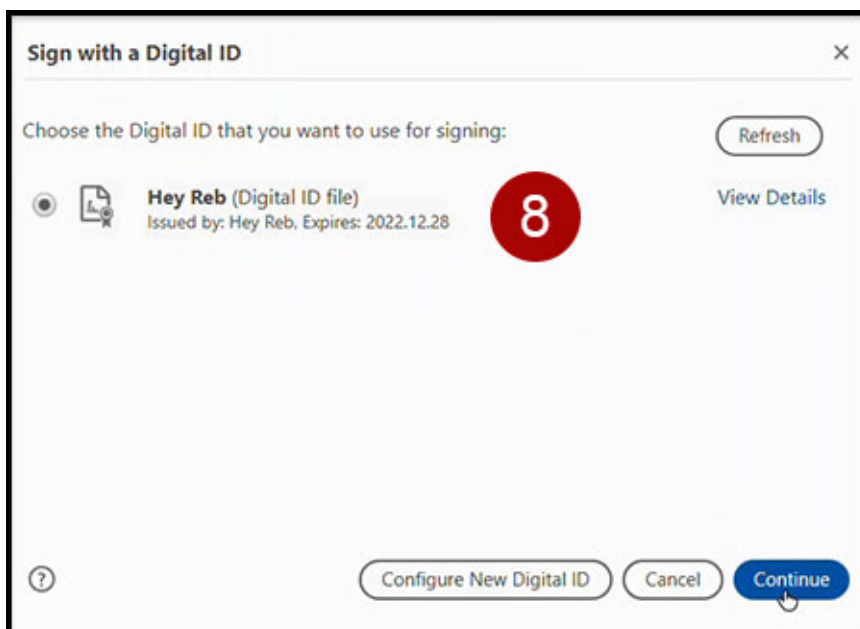 Sign with a Digital ID
Choose the Digital ID that you want to use for signing:
Refresh
Hey Reb (Digital ID file)
View Details
Issued by: Hey Reb, Expires: 2022.12.28
8
?
Configure New Digital ID
Cancel
Continue